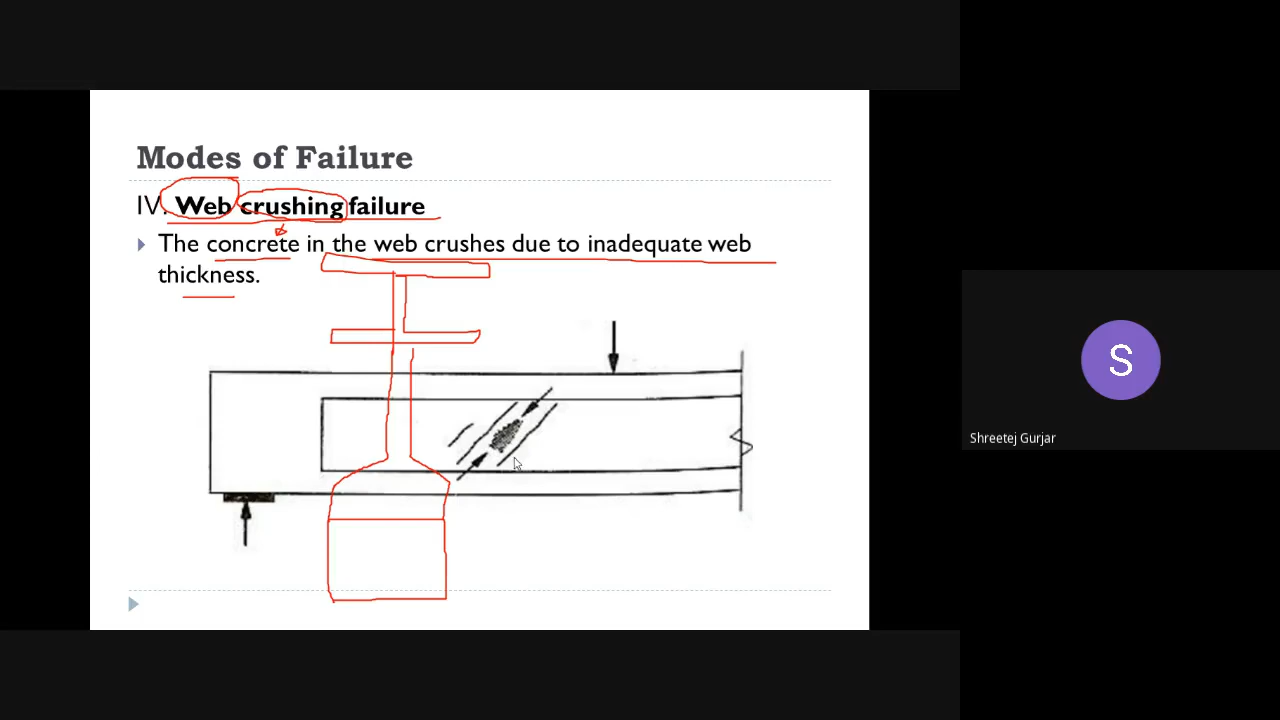 Modes of Failure
IV. Web crushing failure
The concrete in the web crushes due to inadequate web
thickness.
S
Shreetej Gurjar